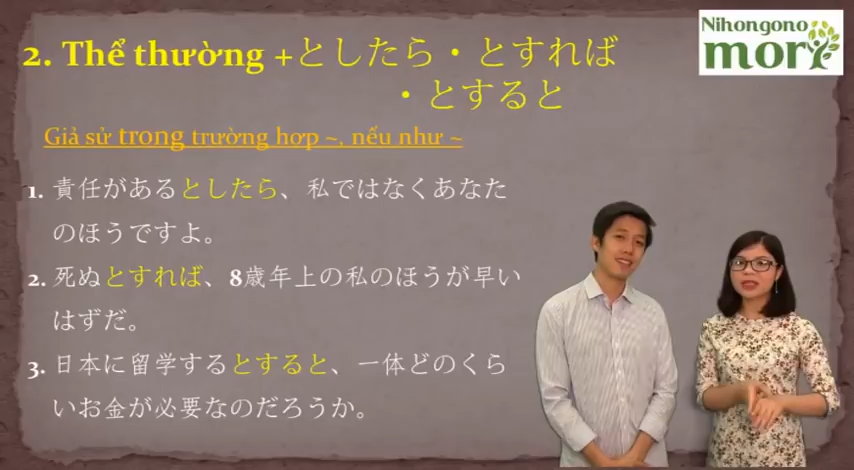 2. Thể thường +としたら・とすれば
・とすると
Giả sử trong trường hợp ~, nếu như ~
1. 責任があるとしたら、私ではなくあなた
のほうですよ。
2. 死ぬとすれば、8歳年上の私のほうが早い
はずだ。
3. 日本に留学するとすると、一体どのくら
いお金が必要なのだろうか。
Nihongono
mori